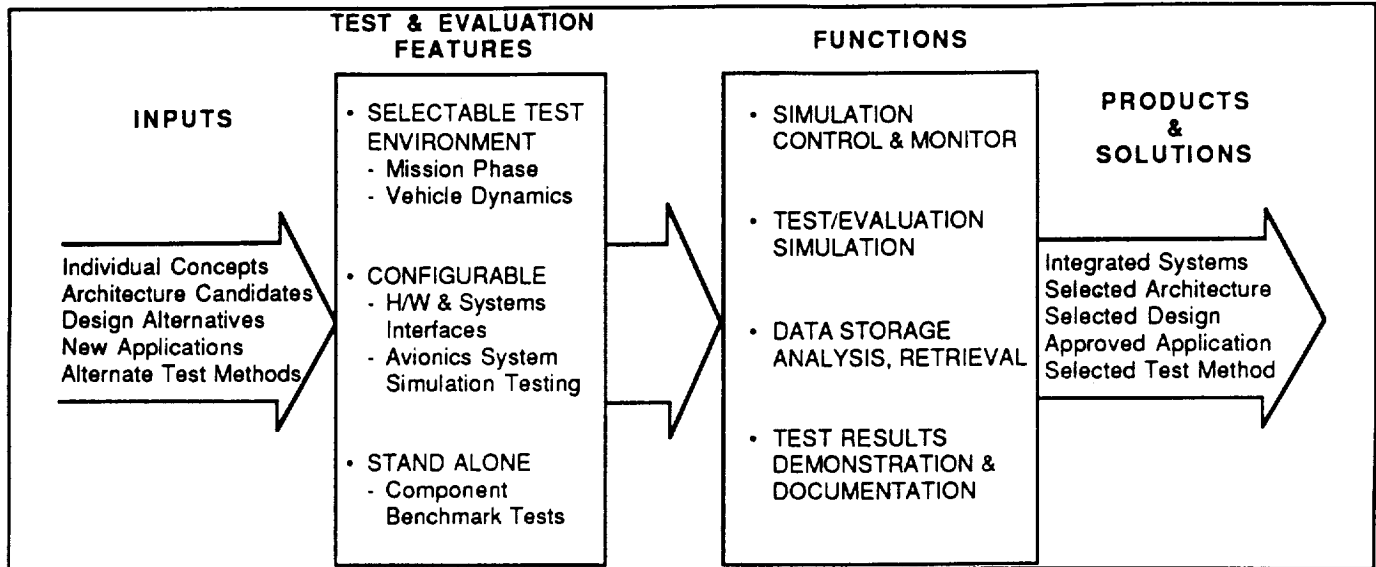 TEST & EVALUATION
FEATURES
FUNCTIONS
INPUTS
PRODUCTS
&
SOLUTIONS
Individual Concepts
Architecture Candidates
Design Alternatives
New Applications
Alternate Test Methods
• SELECTABLE TEST
ENVIRONMENT
- Mission Phase
- Vehicle Dynamics
• CONFIGURABLE
- H/W & Systems
Interfaces
- Avionics System
Simulation Testing
• STAND ALONE
- Component
Benchmark Tests
• SIMULATION
CONTROL & MONITOR
• TEST/EVALUATION
SIMULATION
• DATA STORAGE
ANALYSIS, RETRIEVAL
• TEST RESULTS
DEMONSTRATION &
DOCUMENTATION
Integrated Systems
Selected Architecture
Selected Design
Approved Application
Selected Test Method